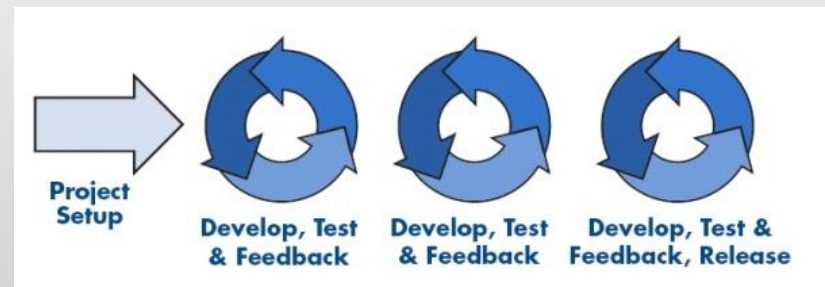 Project
Setup
Develop, Test
& Feedback
Develop, Test
& Feedback
Develop, Test &
Feedback, Release